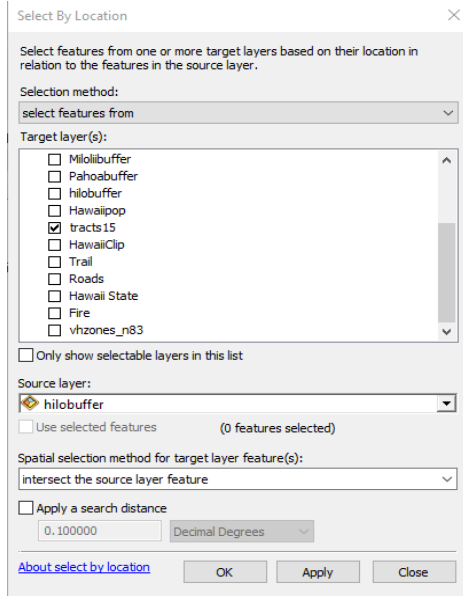 Select By Location
Select features from one or more target layers based on their location in
relation to the features in the source layer.
Selection method:
select features from
Target layer(s):
Miloliibuffer
Pahoabuffer
hilobuffer
Hawaiipop
tracts15
HawaiiClip
Trail
Roads
Hawaii State
Fire
vhzones_n83
Only show selectable layers in this list
Source layer:
hilobuffer
Use selected features (0 features selected)
Spatial selection method for target layer feature(s):
intersect the source layer feature
Apply a search distance
0.100000 Decimal Degrees
About select by location OK Apply Close